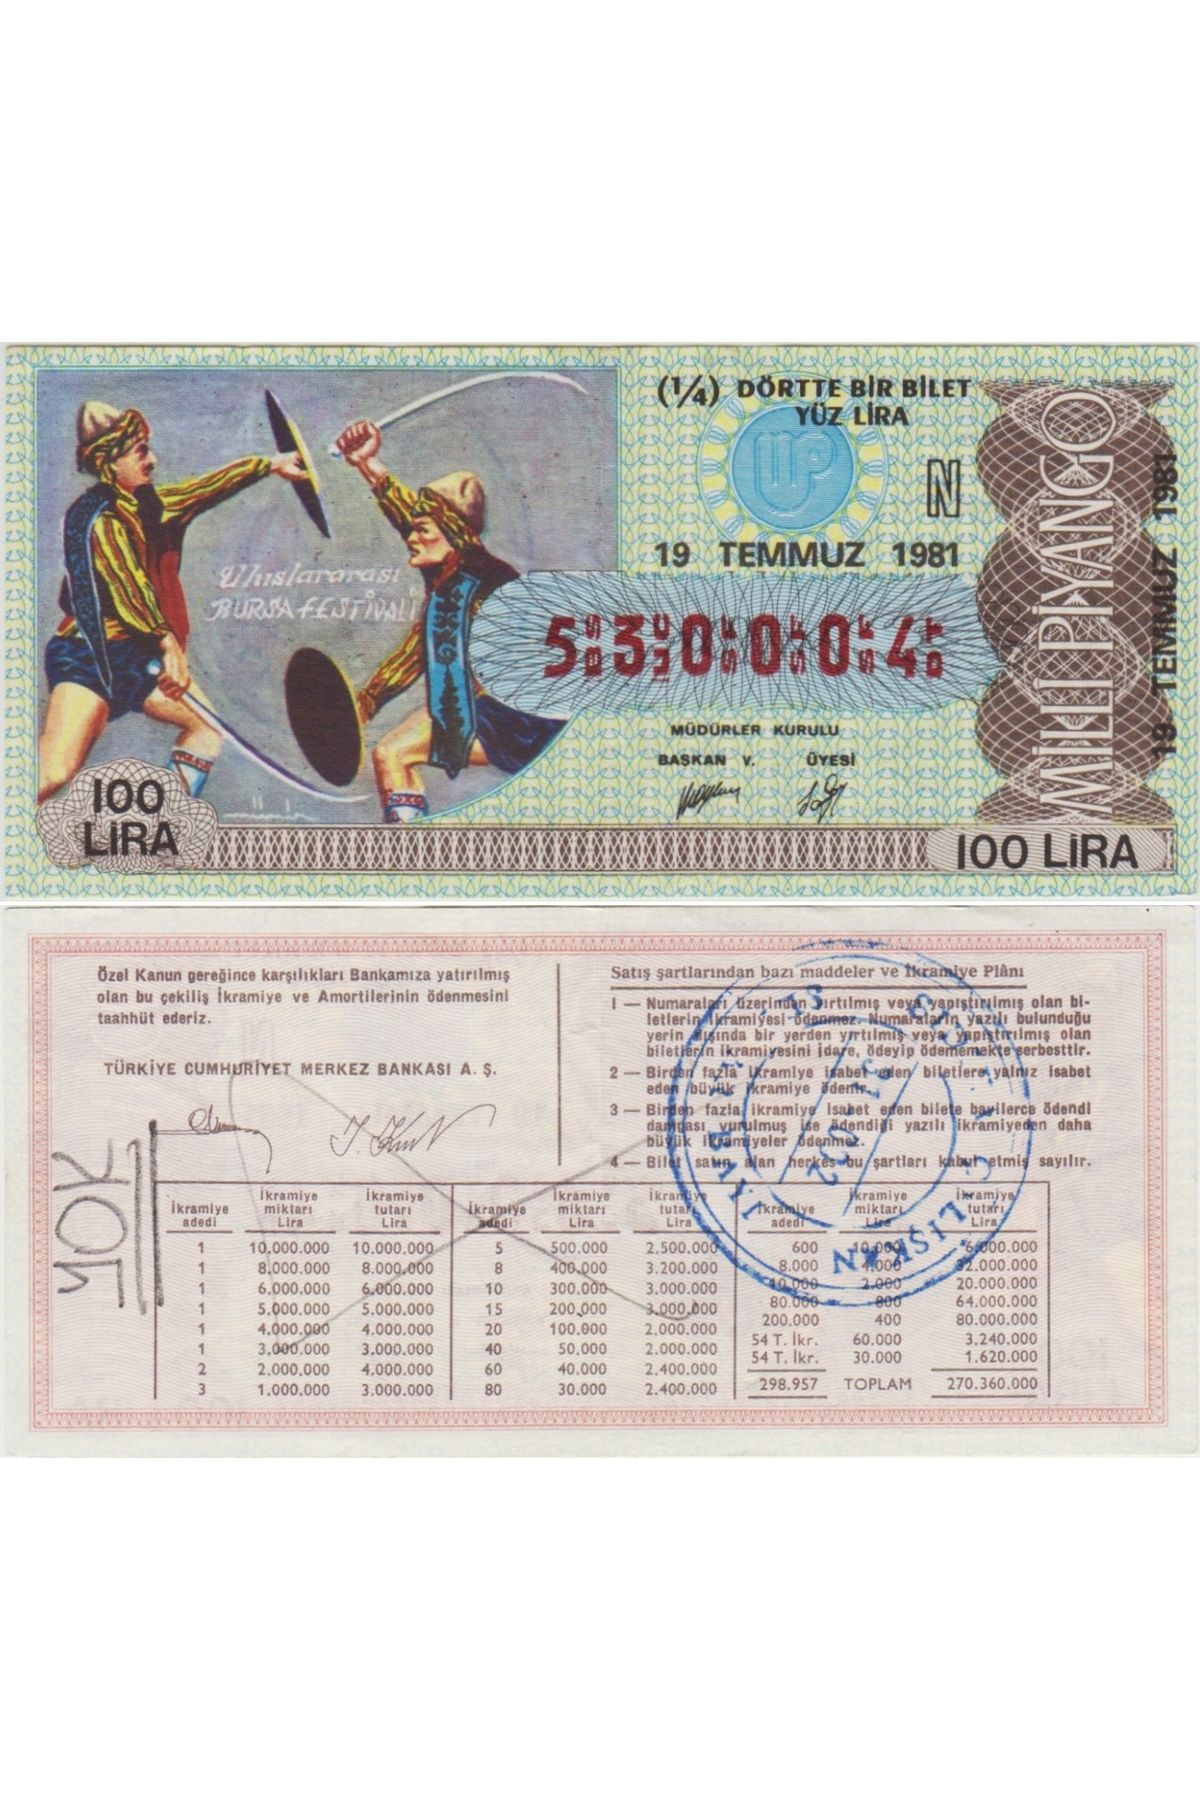 (1/4) DÖRTTE BİR BİLET
YÜZ LİRA
N
19 TEMMUZ 1981
Uluslararası
BURSA FESTİVALİ
5 BŞ 3 ÜÇ 0 SF 0 SF 0 SF 4 DT
MÜDÜRLER KURULU
BAŞKAN V. ÜYESİ
100
LİRA
100 LİRA
MİLLİ PİYANGO
19 TEMMUZ 1981
Özel Kanun gereğince karşılıkları Bankamıza yatırılmış
olan bu çekiliş İkramiye ve Amortilerinin ödenmesini
taahhüt ederiz.
TÜRKİYE CUMHURİYET MERKEZ BANKASI A. Ş.
Satış şartlarından bazı maddeler ve İkramiye Plânı
1 — Numaraları üzerinden yırtılmış veya yapıştırılmış olan bi-
letlerin ikramiyesi ödenmez. Numaraların yazılı bulunduğu
yerin dışında bir yerden yırtılmış veya yapıştırılmış olan
biletlerin ikramiyesini İdare, ödeyip ödememekte serbesttir.
2 — Birden fazla ikramiye isabet eden biletlere yalnız isabet
eden büyük ikramiye ödenir.
3 — Birden fazla ikramiye isabet eden bilete bayilerce ödendi
damgası vurulmuş ise ödendiği yazılı ikramiyeden daha
büyük ikramiyeler ödenmez.
4 — Bilet satın alan herkes bu şartları kabul etmiş sayılır.
YOK
İkramiye adedi İkramiye miktarı Lira İkramiye tutarı Lira İkramiye adedi İkramiye miktarı Lira İkramiye tutarı Lira İkramiye adedi İkramiye miktarı Lira İkramiye tutarı Lira
1 10.000.000 10.000.000 5 500.000 2.500.000 600 10.000 6.000.000
1 8.000.000 8.000.000 8 400.000 3.200.000 8.000 4.000 32.000.000
1 6.000.000 6.000.000 10 300.000 3.000.000 40.000 2.000 20.000.000
1 5.000.000 5.000.000 15 200.000 3.000.000 80.000 800 64.000.000
1 4.000.000 4.000.000 20 100.000 2.000.000 200.000 400 80.000.000
1 3.000.000 3.000.000 40 50.000 2.000.000 54 T. İkr. 60.000 3.240.000
2 2.000.000 4.000.000 60 40.000 2.400.000 54 T. İkr. 30.000 1.620.000
3 1.000.000 3.000.000 80 30.000 2.400.000 298.957 TOPLAM 270.360.000